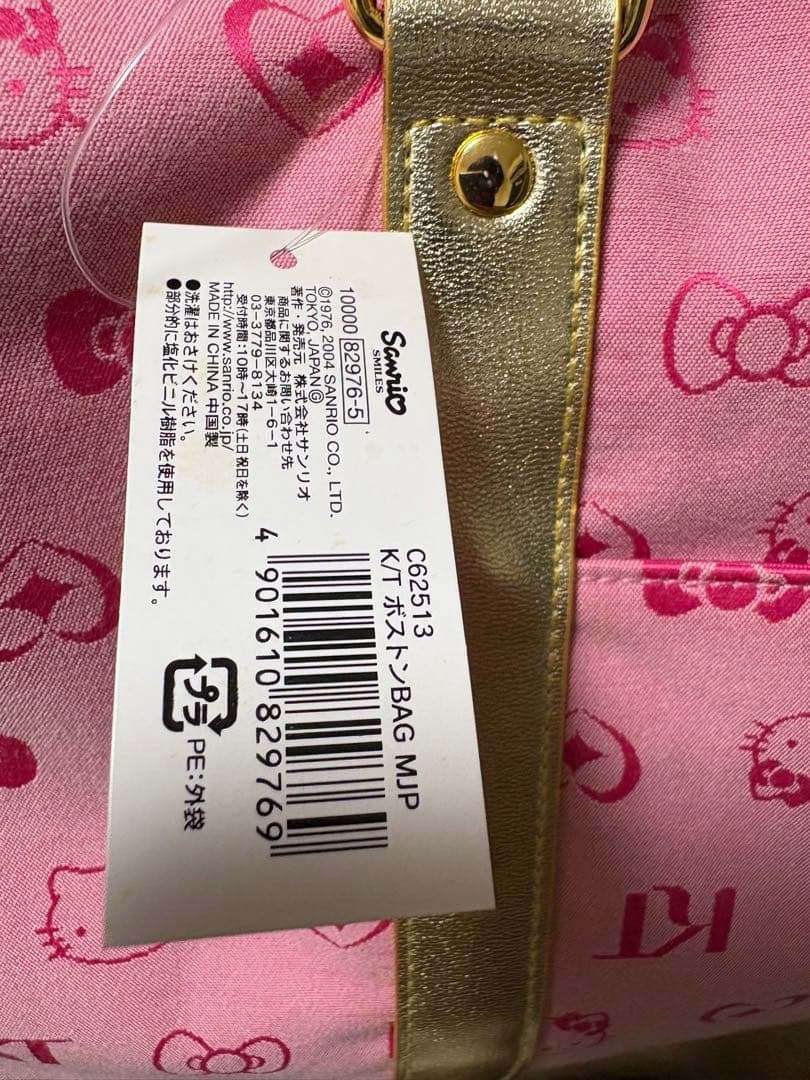 Sanrio
SMILES
10000 82976-5
©1976, 2004 SANRIO CO., LTD.
TOKYO, JAPAN Ⓖ
著作・発売元 株式会社サンリオ
商品に関するお問い合わせ先
東京都品川区大崎1-6-1
03-3779-8134
受付時間:10時〜17時(土日祝日を除く)
http://www.sanrio.co.jp/
MADE IN CHINA 中国製
●洗濯はおさけください。
●部分的に塩化ビニル樹脂を使用しております。
C62513
K/T ボストンBAG MJP
4 901610 829769
プラ
PE:外袋
KT